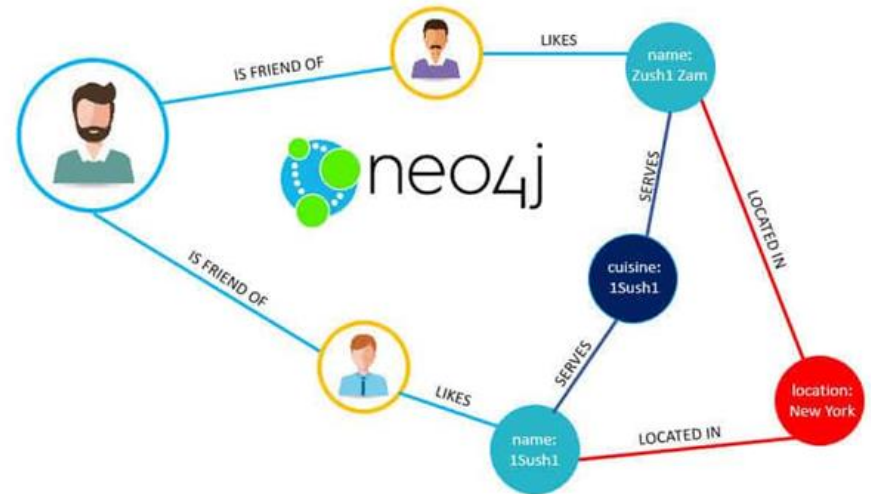 IS FRIEND OF
LIKES
name:
Zush1 Zam
neo4j
SERVES
LOCATED IN
cuisine:
1Sush1
IS FRIEND OF
SERVES
LIKES
location:
New York
name:
1Sush1
LOCATED IN